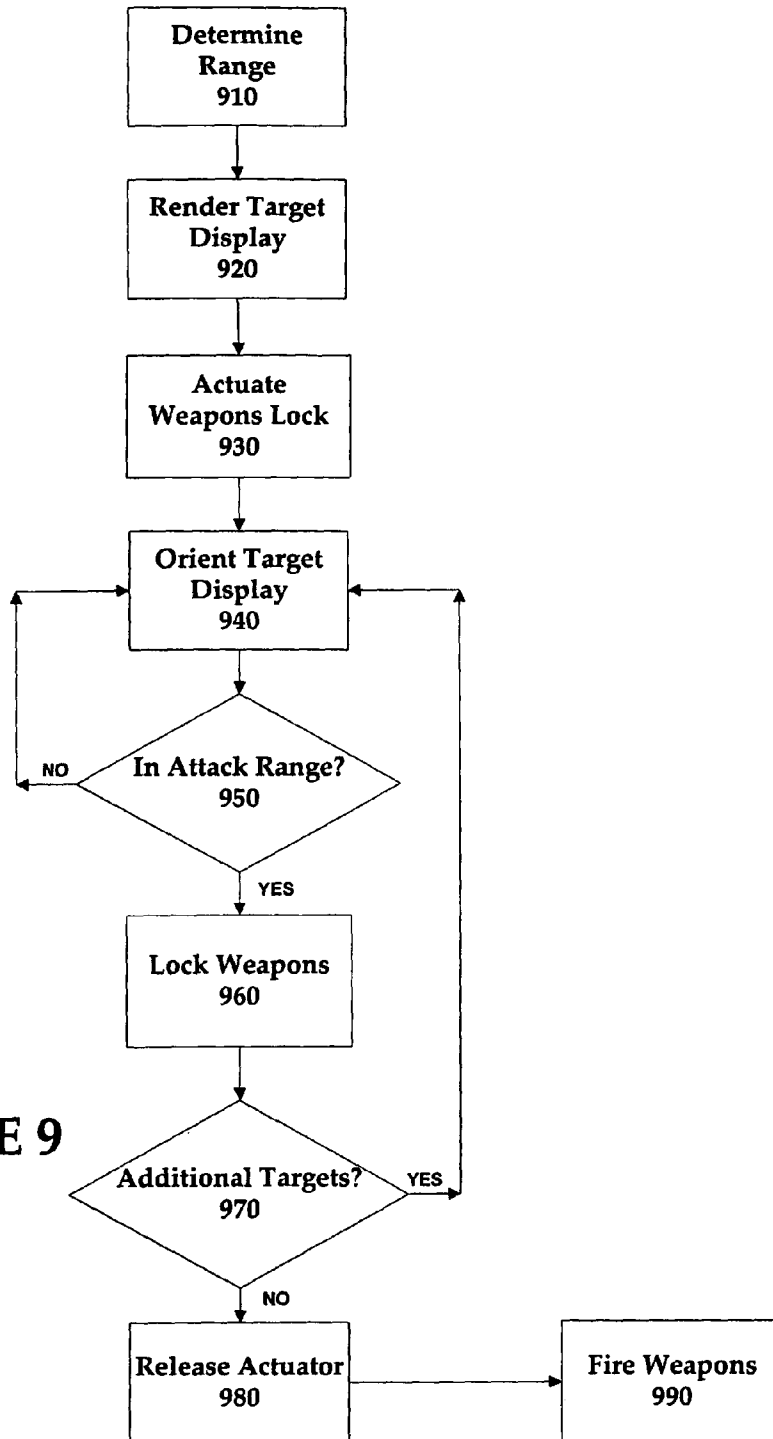 Determine
Range
910
Render Target
Display
920
Actuate
Weapons Lock
930
Orient Target
Display
940
NO
In Attack Range?
950
YES
Lock Weapons
960
E 9
Additional Targets?
970
YES
NO
Release Actuator
980
Fire Weapons
990